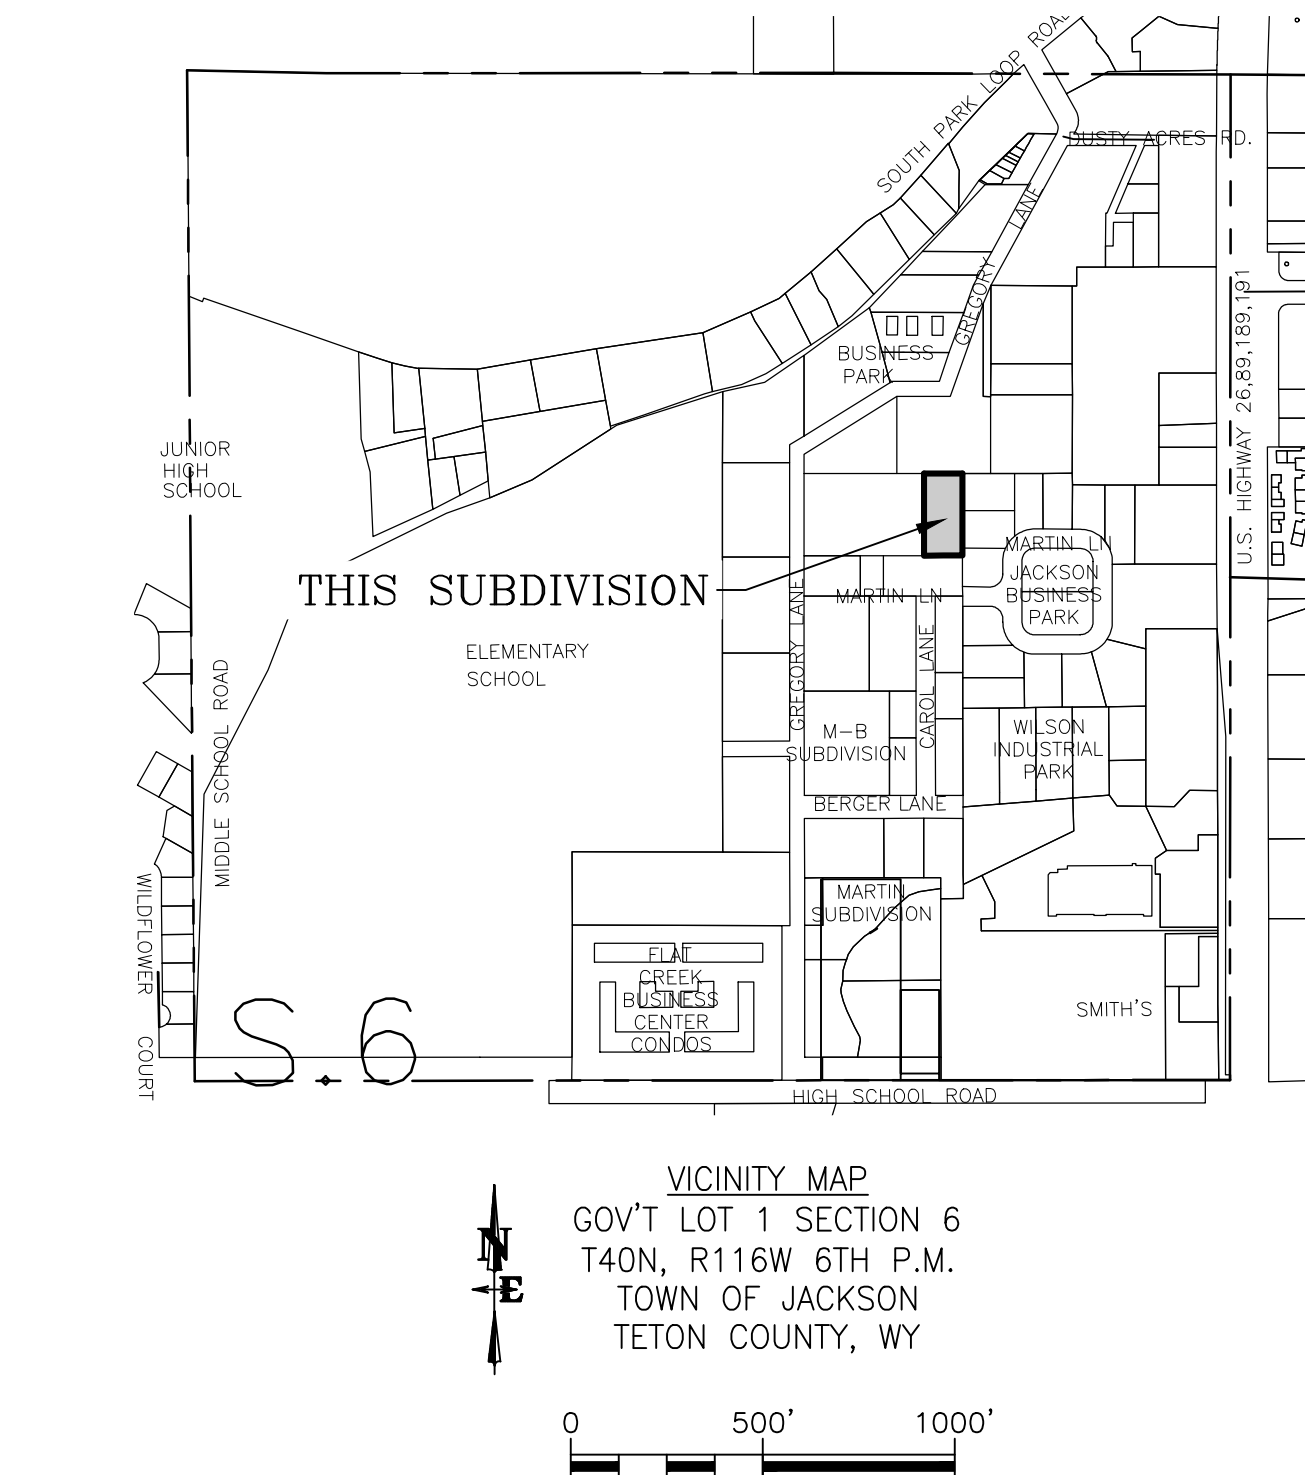 SOUTH PARK LOOP ROAD
DUSTY ACRES RD.
GREGORY LANE
U.S. HIGHWAY 26,89,189,191
BUSINESS
PARK
JUNIOR
HIGH
SCHOOL
MARTIN LN
JACKSON
BUSINESS
PARK
THIS SUBDIVISION
MARTIN LN
GREGORY LANE
CAROL LANE
ELEMENTARY
SCHOOL
MIDDLE SCHOOL ROAD
M-B
SUBDIVISION
WILSON
INDUSTRIAL
PARK
BERGER LANE
WILDFLOWER COURT
MARTIN
SUBDIVISION
FLAT
CREEK
BUSINESS
CENTER
CONDOS
S.6
SMITH'S
HIGH SCHOOL ROAD
VICINITY MAP
GOV'T LOT 1 SECTION 6
T40N, R116W 6TH P.M.
TOWN OF JACKSON
TETON COUNTY, WY
N
E
0 500' 1000'